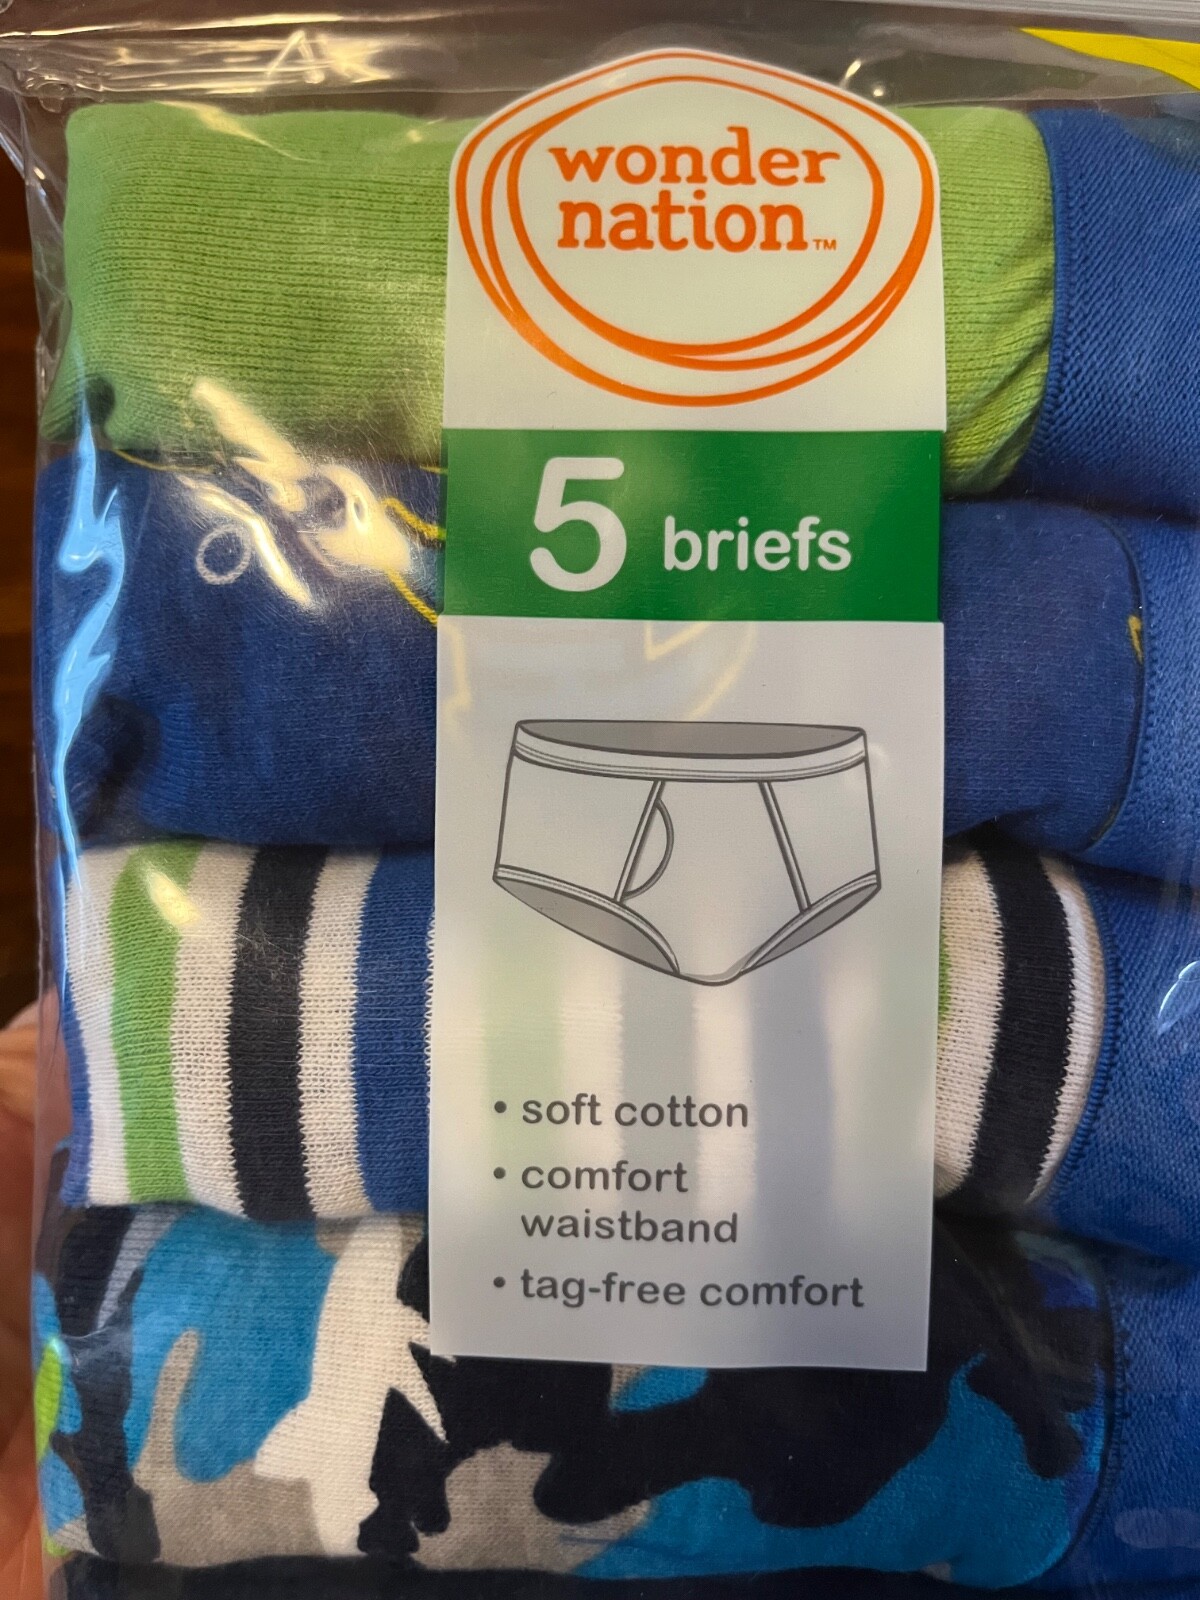 wonder
nation™
5 briefs
• soft cotton
• comfort
waistband
• tag-free comfort